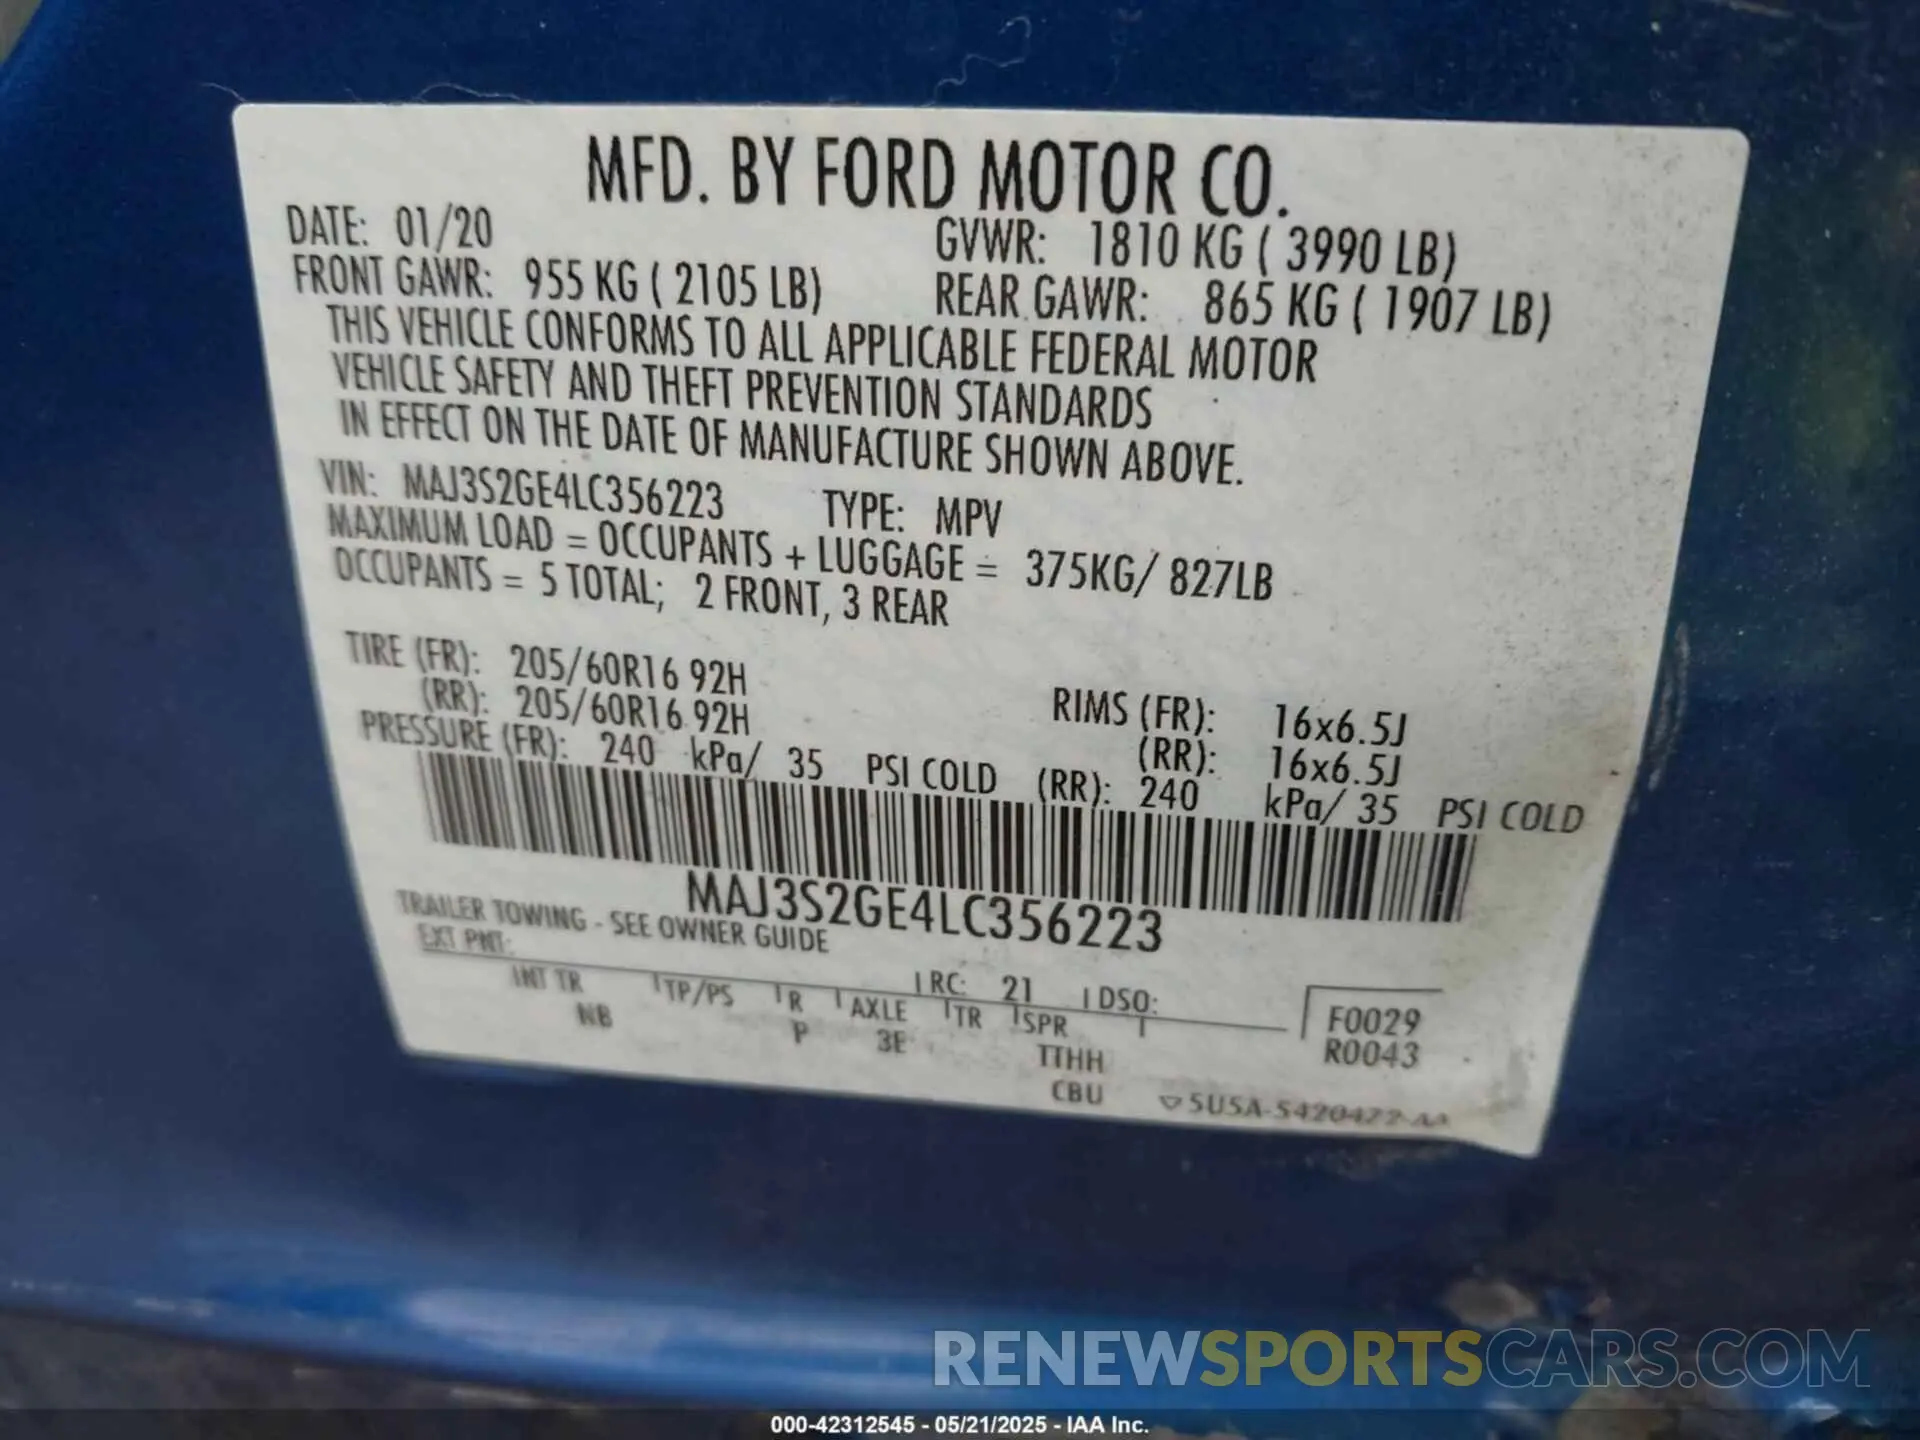 MFD. BY FORD MOTOR CO.
DATE: 01/20 GVWR: 1810 KG ( 3990 LB)
FRONT GAWR: 955 KG ( 2105 LB) REAR GAWR: 865 KG ( 1907 LB)
THIS VEHICLE CONFORMS TO ALL APPLICABLE FEDERAL MOTOR
VEHICLE SAFETY AND THEFT PREVENTION STANDARDS
IN EFFECT ON THE DATE OF MANUFACTURE SHOWN ABOVE.
VIN: MAJ3S2GE4LC356223 TYPE: MPV
MAXIMUM LOAD = OCCUPANTS + LUGGAGE = 375KG/ 827LB
OCCUPANTS = 5 TOTAL; 2 FRONT, 3 REAR
TIRE (FR): 205/60R16 92H RIMS (FR): 16x6.5J
(RR): 205/60R16 92H (RR): 16x6.5J
PRESSURE (FR): 240 kPa/ 35 PSI COLD (RR): 240 kPa/ 35 PSI COLD
MAJ3S2GE4LC356223
TRAILER TOWING - SEE OWNER GUIDE
EXT PNT: RC: 21 DSO:
INT TR TP/PS R AXLE TR SPR F0029
NB P 3E TTHH R0043
CBU 5U5A-5420472-AA
RENEWSPORTSCARS.COM
000-42312545 - 05/21/2025 - IAA Inc.